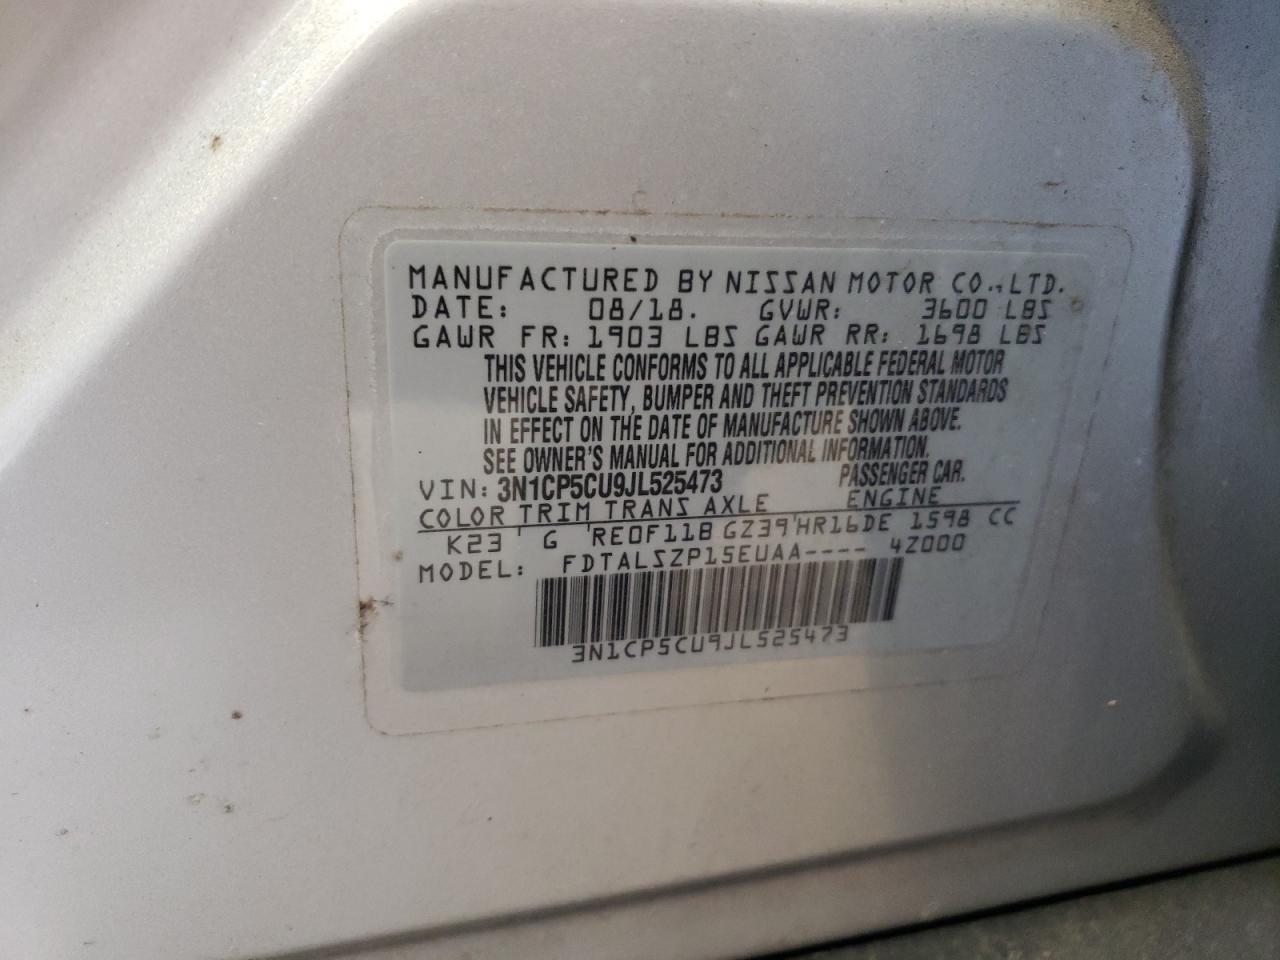 MANUFACTURED BY NISSAN MOTOR CO.,LTD.
DATE: 08/18. GVWR: 3600 LBS
GAWR FR: 1903 LBS GAWR RR: 1698 LBS
THIS VEHICLE CONFORMS TO ALL APPLICABLE FEDERAL MOTOR
VEHICLE SAFETY, BUMPER AND THEFT PREVENTION STANDARDS
IN EFFECT ON THE DATE OF MANUFACTURE SHOWN ABOVE.
SEE OWNER'S MANUAL FOR ADDITIONAL INFORMATION.
VIN: 3N1CP5CU9JL525473 PASSENGER CAR.
COLOR TRIM TRANS AXLE ENGINE
K23 ' G 'RE0F11B GZ39'HR16DE 1598 CC
MODEL: FDTALSZP15EUAA---- 4Z000
3N1CP5CU9JL525473